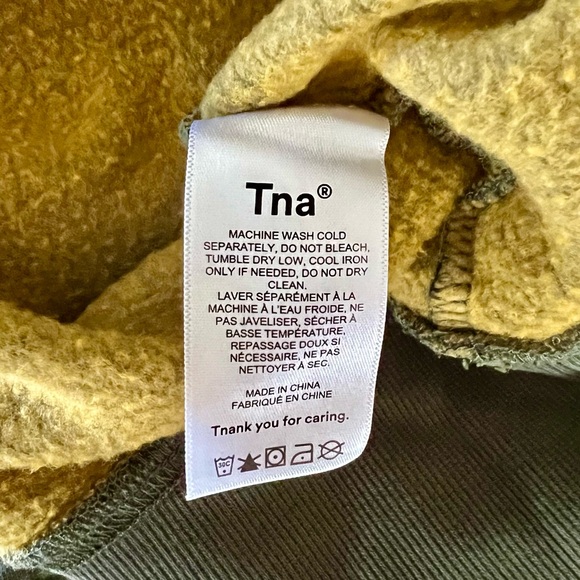 Tna®
MACHINE WASH COLD
SEPARATELY, DO NOT BLEACH,
TUMBLE DRY LOW, COOL IRON
ONLY IF NEEDED, DO NOT DRY
CLEAN.
LAVER SÉPARÉMENT À LA
MACHINE À L'EAU FROIDE, NE
PAS JAVELISER, SÉCHER À
BASSE TEMPÉRATURE,
REPASSAGE DOUX SI
NÉCESSAIRE, NE PAS
NETTOYER À SEC.
MADE IN CHINA
FABRIQUÉ EN CHINE
Tnank you for caring.
30C